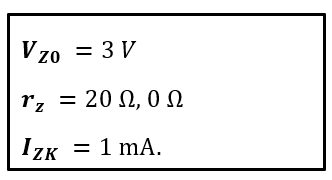 V_Z0 = 3 V
r_z = 20 Ω, 0 Ω
I_ZK = 1 mA.